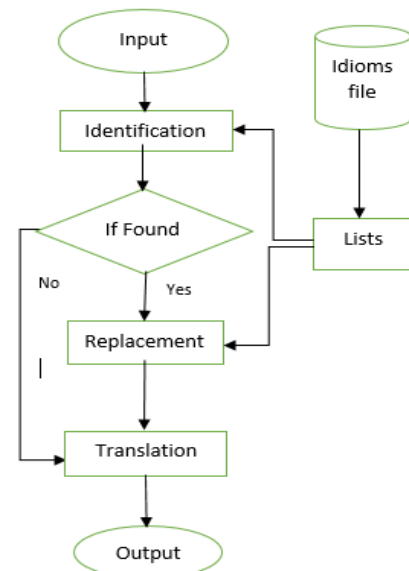 Input
Idioms
file
Identification
If Found
Lists
No
Yes
Replacement
Translation
Output